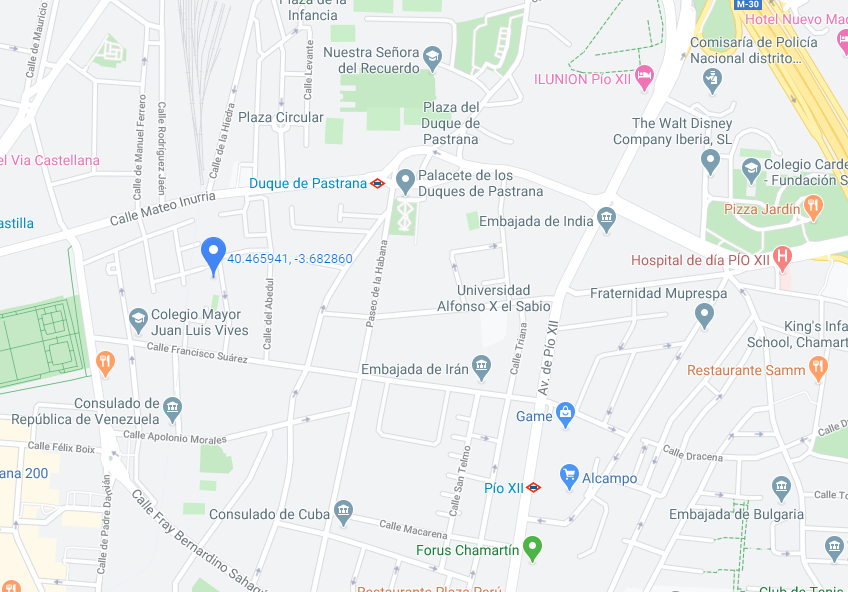 Plaza de la
Infancia
M-30
Hotel Nuevo Mad
Calle de Mauricio
Calle Levante
Nuestra Señora
del Recuerdo
Comisaría de Policía
Nacional distrito...
ILUNION Pío XII
Calle de Manuel Ferrero
Calle Rodríguez Jaén
Calle de la Hiedra
Plaza Circular
Plaza del
Duque de
Pastrana
The Walt Disney
Company Iberia, SL
el Via Castellana
Duque de Pastrana
Palacete de los
Duques de Pastrana
Colegio Carde
- Fundación S
Pizza Jardín
Calle Mateo Inurria
astilla
Embajada de India
40.465941, -3.682860
Hospital de día PÍO XII
Paseo de la Habana
Calle del Abedul
Universidad
Alfonso X el Sabio
Fraternidad Muprespa
Colegio Mayor
Juan Luis Vives
Calle Triana
Av. de Pío XII
King's Infa
School, Chamart
Calle Francisco Suárez
Embajada de Irán
Restaurante Samm
Consulado de
República de Venezuela
Game
Calle Apolonio Morales
Calle Félix Boix
Calle Dracena
Calle D
ana 200
Calle San Telmo
Pío XII
Alcampo
Calle de Padre Damián
Calle Fray Bernardino Sahagú
Consulado de Cuba
Calle Macarena
Embajada de Bulgaria
Calle To
Forus Chamartín
Restaurante Plaza Perú
Club de Tenis